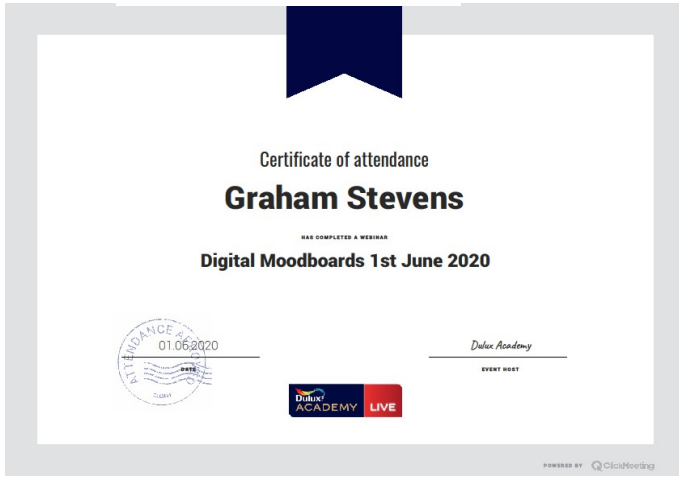 Certificate of attendance
Graham Stevens
HAS COMPLETED A WEBINAR
Digital Moodboards 1st June 2020
ATTENDANCE
01.06.2020
DATE
Dulux Academy
EVENT HOST
Dulux
ACADEMY LIVE
POWERED BY ClickMeeting